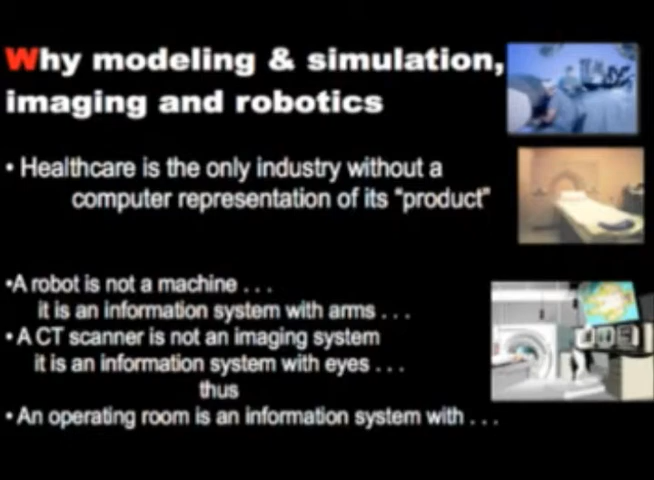 Why modeling & simulation,
imaging and robotics
• Healthcare is the only industry without a
computer representation of its “product”
•A robot is not a machine . . .
it is an information system with arms . . .
•A CT scanner is not an imaging system
it is an information system with eyes . . .
thus
• An operating room is an information system with . . .